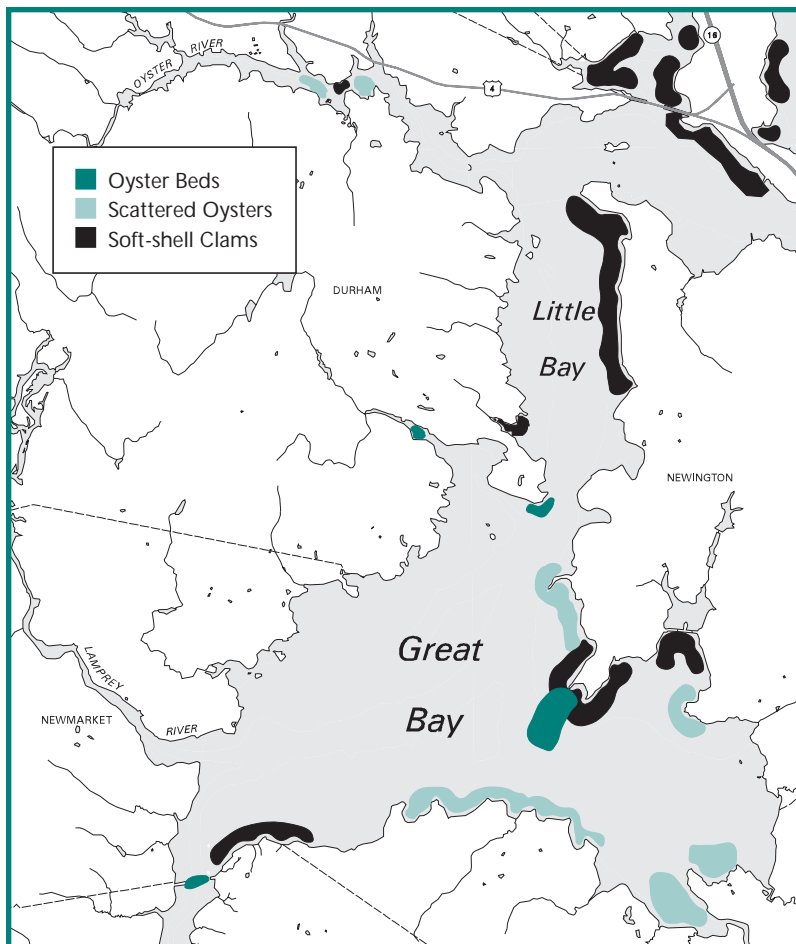 OYSTER RIVER
16
4
Oyster Beds
Scattered Oysters
Soft-shell Clams
DURHAM
Little
Bay
NEWINGTON
Great
Bay
LAMPREY
RIVER
NEWMARKET